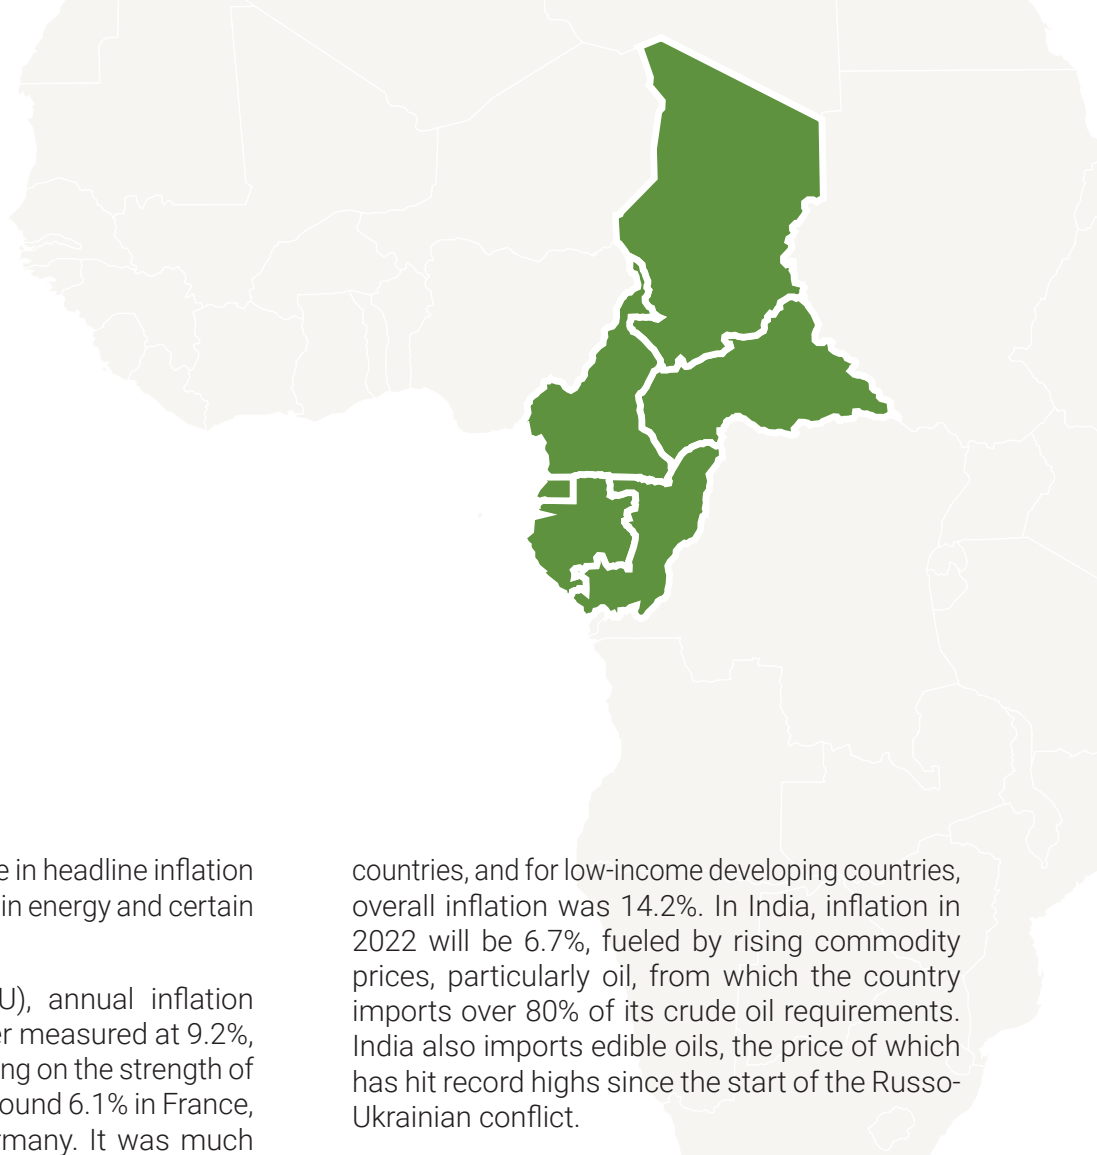 e in headline inflation
in energy and certain
U), annual inflation
er measured at 9.2%,
ng on the strength of
ound 6.1% in France,
rmany. It was much
countries, and for low-income developing countries,
overall inflation was 14.2%. In India, inflation in
2022 will be 6.7%, fueled by rising commodity
prices, particularly oil, from which the country
imports over 80% of its crude oil requirements.
India also imports edible oils, the price of which
has hit record highs since the start of the Russo-
Ukrainian conflict.